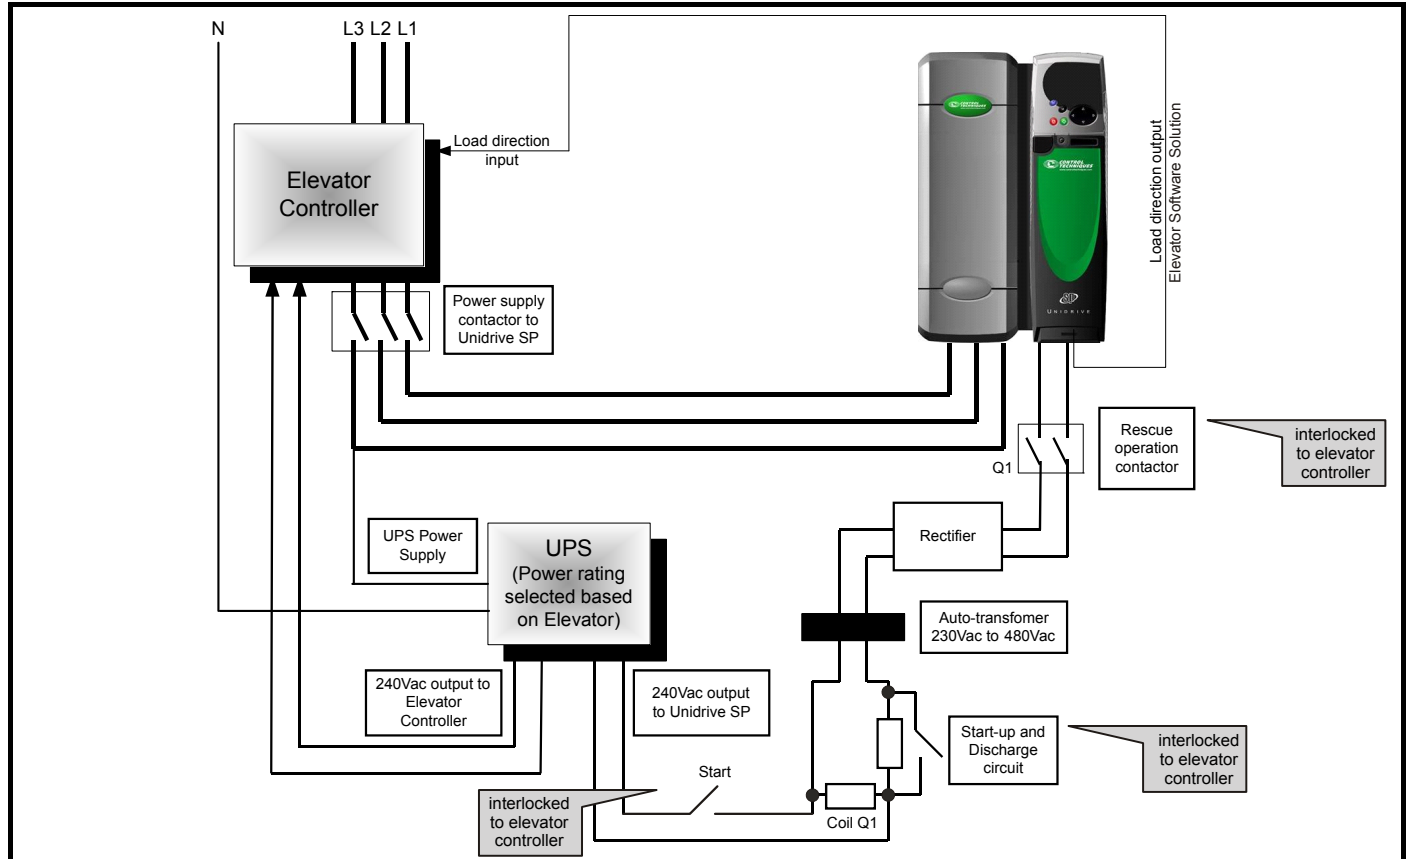 N
L3 L2 L1
Load direction
input
Elevator
Controller
CONTROL
TECHNIQUES
Load direction output
Elevator Software Solution
Power supply
contactor to
Unidrive SP
SP
UNIDRIVE
Q1
Rescue
operation
contactor
interlocked
to elevator
controller
UPS Power
Supply
UPS
(Power rating
selected based
on Elevator)
Rectifier
Auto-transfomer
230Vac to 480Vac
240Vac output to
Elevator
Controller
240Vac output
to Unidrive SP
Start-up and
Discharge
circuit
interlocked
to elevator
controller
Start
interlocked
to elevator
controller
Coil Q1